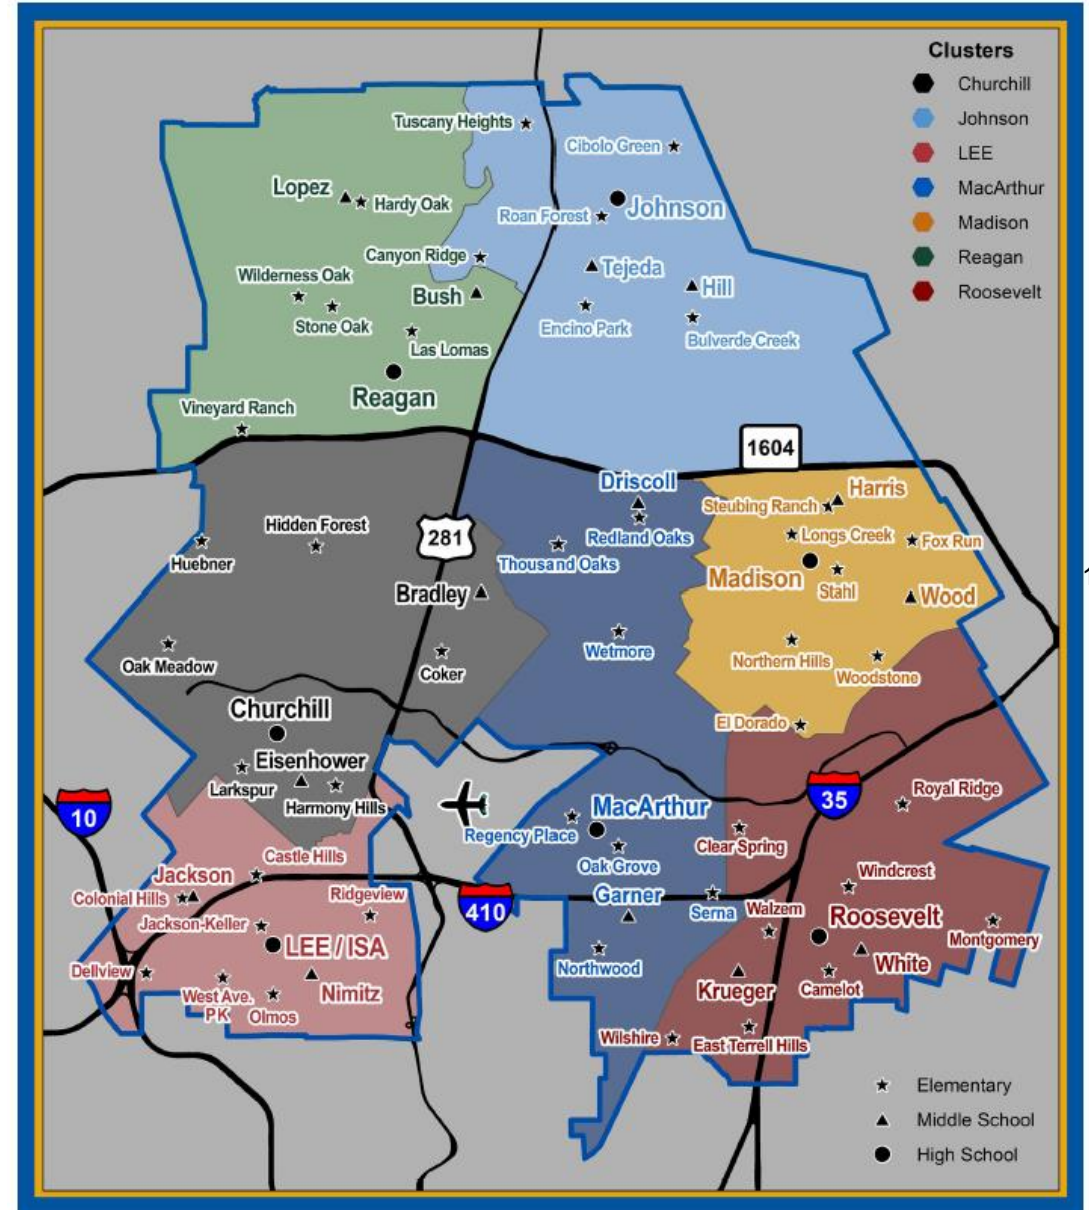 Clusters
Churchill
Johnson
LEE
MacArthur
Madison
Reagan
Roosevelt
Tuscany Heights
Cibolo Green
Lopez
Hardy Oak
Roan Forest
Johnson
Canyon Ridge
Wilderness Oak
Tejeda
Bush
Hill
Stone Oak
Encino Park
Las Lomas
Bulverde Creek
Reagan
Vineyard Ranch
1604
Driscoll
Harris
Steubing Ranch
Hidden Forest
281
Redland Oaks
Longs Creek
Fox Run
Huebner
Thousand Oaks
Madison
Stahl
Bradley
Wood
Wetmore
Oak Meadow
Coker
Northern Hills
Woodstone
Churchill
El Dorado
Eisenhower
Larkspur
Harmony Hills
10
35
Royal Ridge
MacArthur
Regency Place
Clear Spring
Castle Hills
Oak Grove
Jackson
Windcrest
Colonial Hills
Ridgeview
410
Garner
Serna
Walzem
Roosevelt
Jackson-Keller
LEE / ISA
Montgomery
Dellview
Northwood
White
West Ave.
PK
Olmos
Nimitz
Krueger
Camelot
Wilshire
East Terrell Hills
Elementary
Middle School
High School